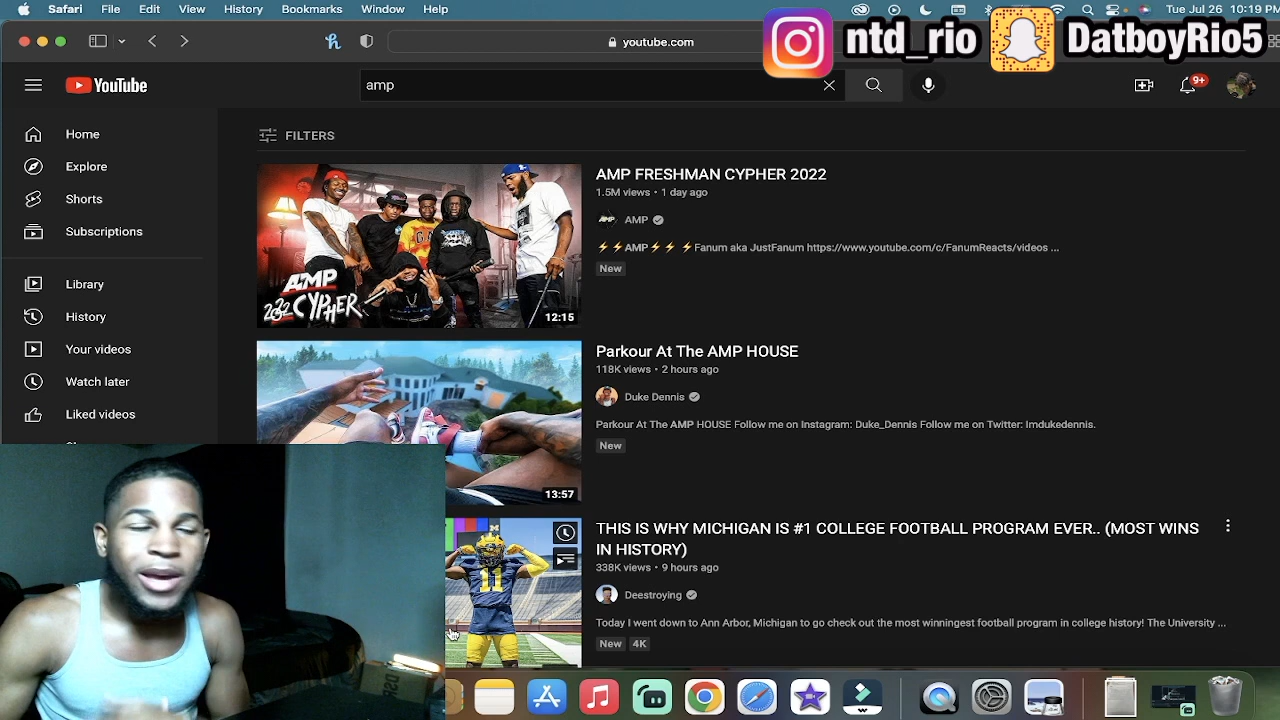 Safari File Edit View History Bookmarks Window Help
Tue Jul 26 10:19 PM
ntd_rio
DatboyRio5
youtube.com
YouTube
amp
9+
Home
Explore
Shorts
Subscriptions
Library
History
Your videos
Watch later
Liked videos
FILTERS
AMP
CYPHER
12:15
AMP FRESHMAN CYPHER 2022
1.5M views • 1 day ago
AMP
⚡⚡AMP⚡⚡ ⚡Fanum aka JustFanum https://www.youtube.com/c/FanumReacts/videos ...
New
13:57
Parkour At The AMP HOUSE
118K views • 2 hours ago
Duke Dennis
Parkour At The AMP HOUSE Follow me on Instagram: Duke_Dennis Follow me on Twitter: Imdukedennis.
New
M
11
THIS IS WHY MICHIGAN IS #1 COLLEGE FOOTBALL PROGRAM EVER.. (MOST WINS
IN HISTORY)
338K views • 9 hours ago
Deestroying
Today I went down to Ann Arbor, Michigan to go check out the most winningest football program in college history! The University ...
New 4K